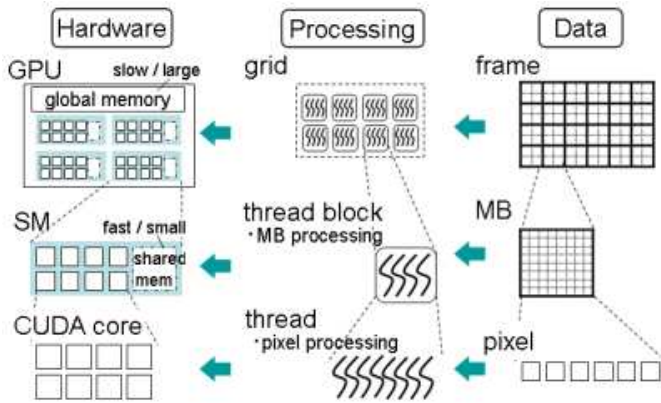 Hardware
Processing
Data
GPU
slow / large
grid
frame
global memory
SM
fast / small
thread block
・MB processing
MB
shared
mem
CUDA core
thread
・pixel processing
pixel